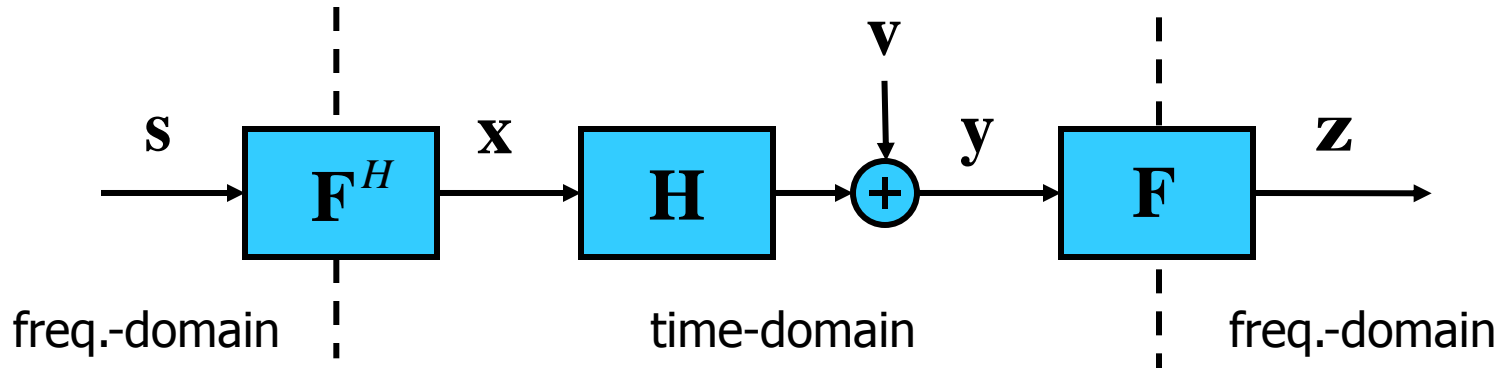 v
s
x
y
z
F^H
H
+
F
freq.-domain
time-domain
freq.-domain